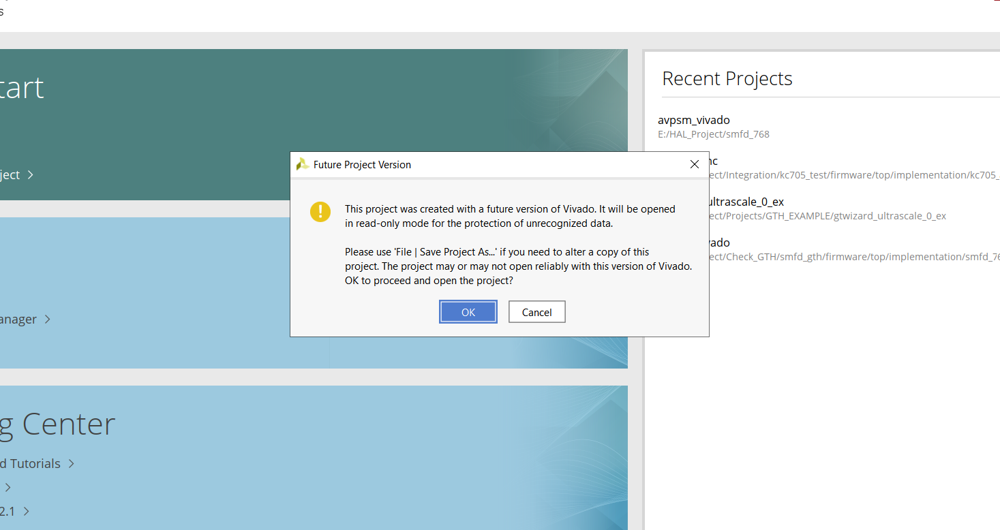 s
tart
ject
anager
g Center
d Tutorials
2.1
Recent Projects
avpsm_vivado
E:/HAL_Project/smfd_768
nc
ect/Integration/kc705_test/firmware/top/implementation/kc705_
ultrascale_0_ex
ect/Projects/GTH_EXAMPLE/gtwizard_ultrascale_0_ex
vado
ect/Check_GTH/smfd_gth/firmware/top/implementation/smfd_76
Future Project Version
This project was created with a future version of Vivado. It will be opened
in read-only mode for the protection of unrecognized data.
Please use 'File | Save Project As...' if you need to alter a copy of this
project. The project may or may not open reliably with this version of Vivado.
OK to proceed and open the project?
OK
Cancel